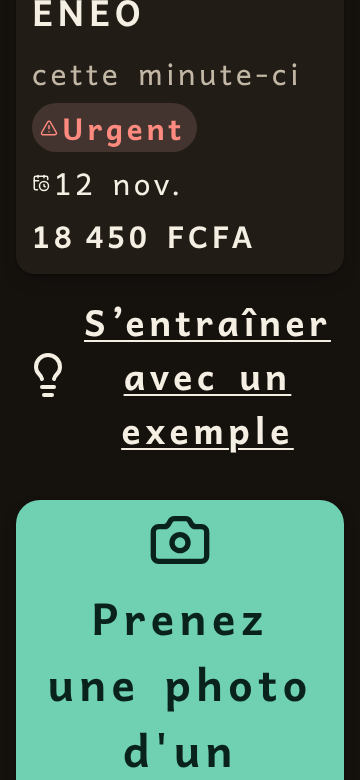 ENEO
cette minute-ci
Urgent
12 nov.
18 450 FCFA
S’entraîner
avec un
exemple
Prenez
une photo
d'un